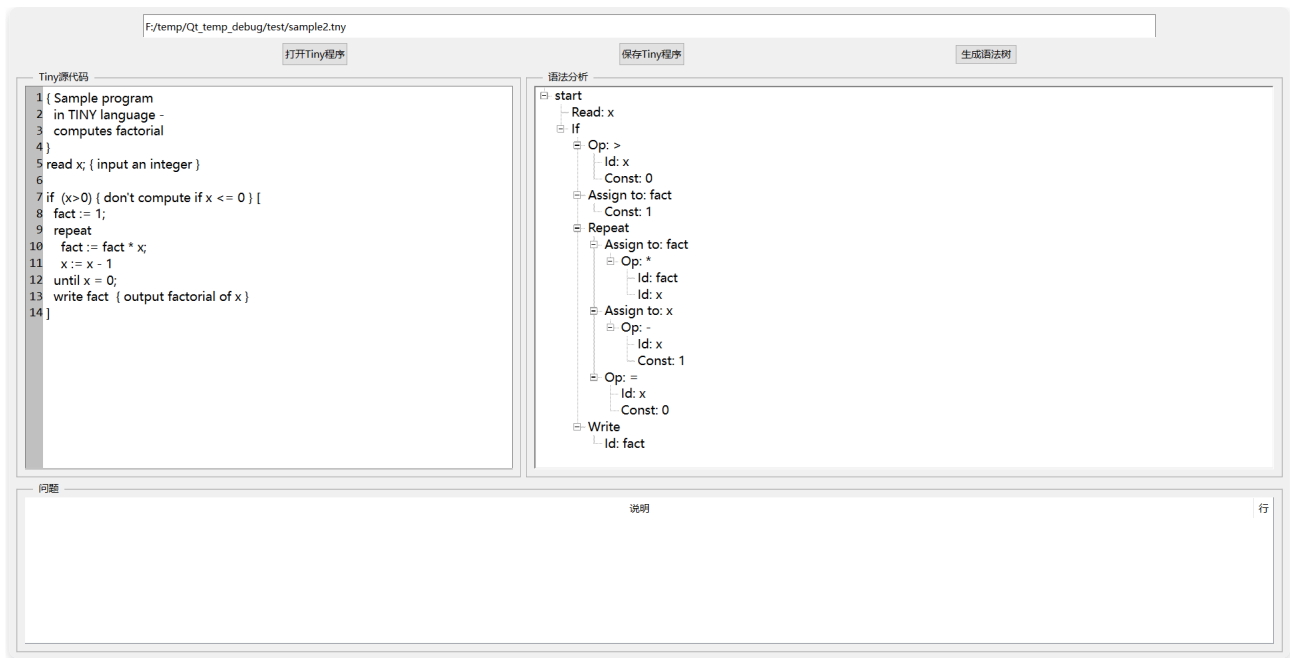 F:/temp/Qt_temp_debug/test/sample2.tny
打开Tiny程序
保存Tiny程序
生成语法树
Tiny源代码
1 { Sample program
2   in TINY language -
3   computes factorial
4 }
5 read x; { input an integer }
6
7 if  (x>0) { don't compute if x <= 0 } [
8   fact := 1;
9   repeat
10     fact := fact * x;
11     x := x - 1
12   until x = 0;
13   write fact  { output factorial of x }
14 ]
语法分析
start
Read: x
If
Op: >
Id: x
Const: 0
Assign to: fact
Const: 1
Repeat
Assign to: fact
Op: *
Id: fact
Id: x
Assign to: x
Op: -
Id: x
Const: 1
Op: =
Id: x
Const: 0
Write
Id: fact
问题
说明
行